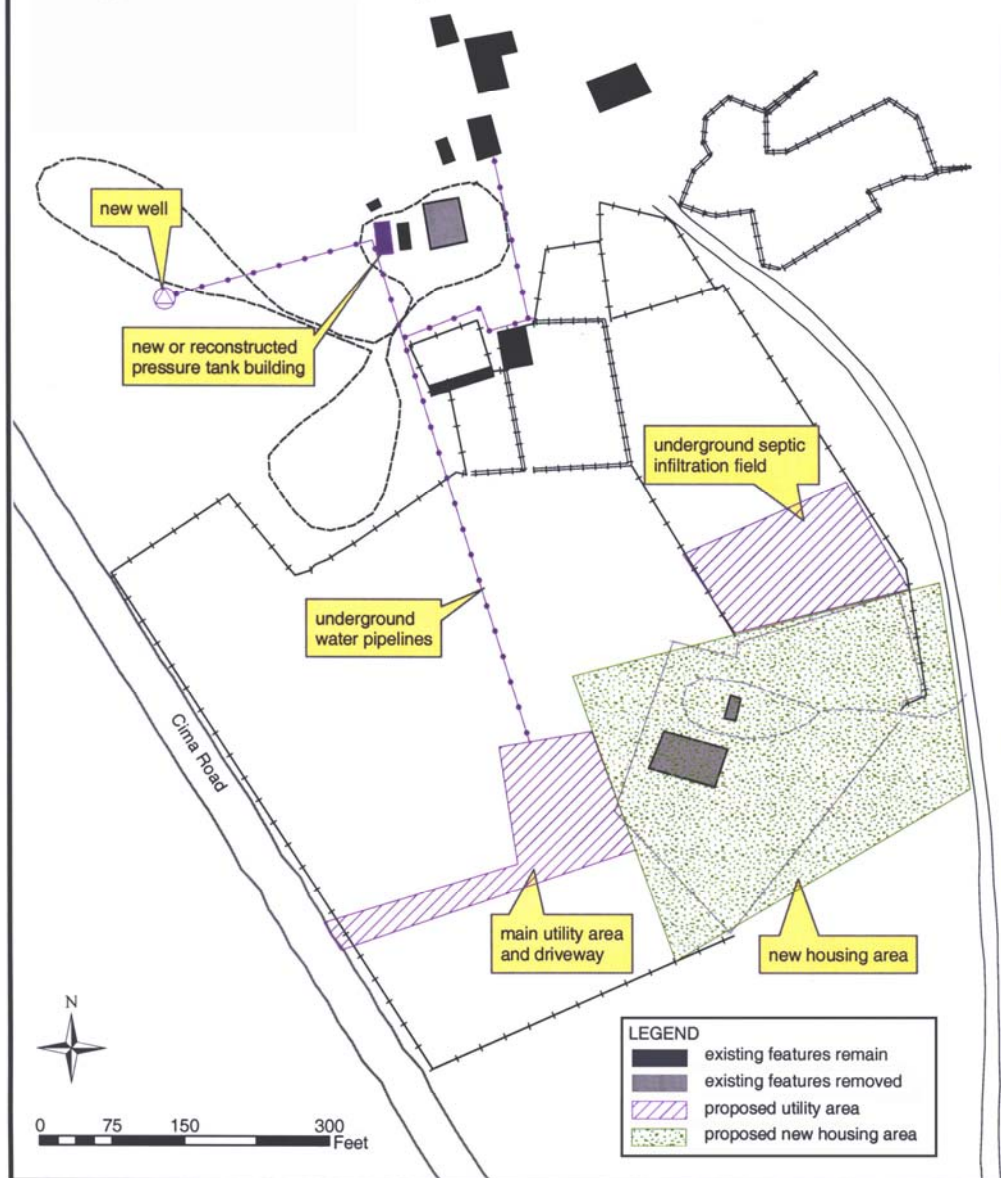 new well
new or reconstructed
pressure tank building
underground septic
infiltration field
underground
water pipelines
Cima Road
main utility area
and driveway
new housing area
N
LEGEND
existing features remain
existing features removed
proposed utility area
proposed new housing area
0 75 150 300
Feet